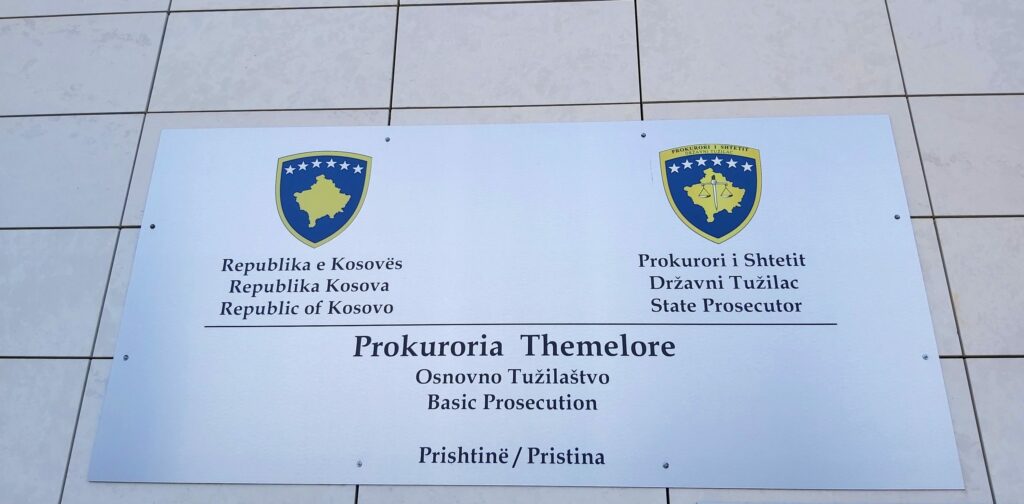 Republika e Kosovës
Republika Kosova
Republic of Kosovo
PROKURORI I SHTETIT
DRŽAVNI TUŽILAC
Prokurori i Shtetit
Državni Tužilac
State Prosecutor
Prokuroria Themelore
Osnovno Tužilaštvo
Basic Prosecution
Prishtinë / Pristina